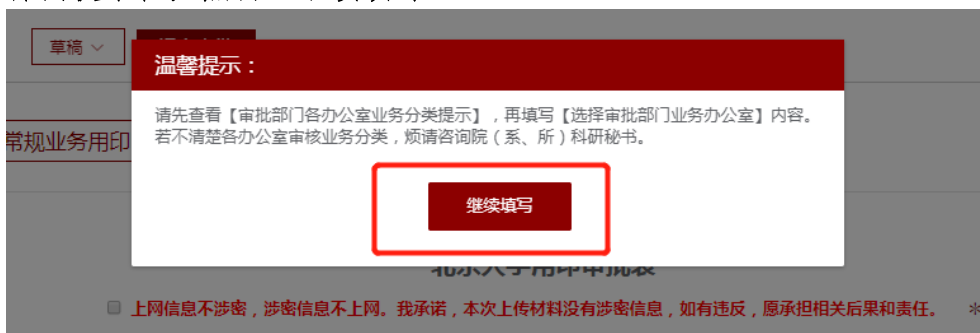 草稿
温馨提示：
请先查看【审批部门各办公室业务分类提示】，再填写【选择审批部门业务办公室】内容。
若不清楚各办公室审核业务分类，烦请咨询院（系、所）科研秘书。
常规业务用印
继续填写
北京大学用印审批表
上网信息不涉密，涉密信息不上网。我承诺，本次上传材料没有涉密信息，如有违反，愿承担相关后果和责任。